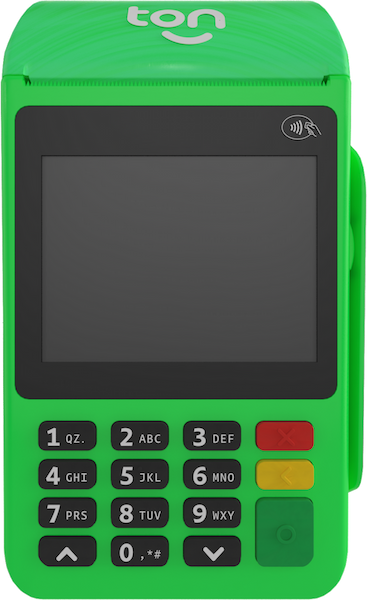 ton
1 QZ. 2 ABC 3 DEF
4 GHI 5 JKL 6 MNO
7 PRS 8 TUV 9 WXY
0 ,*#